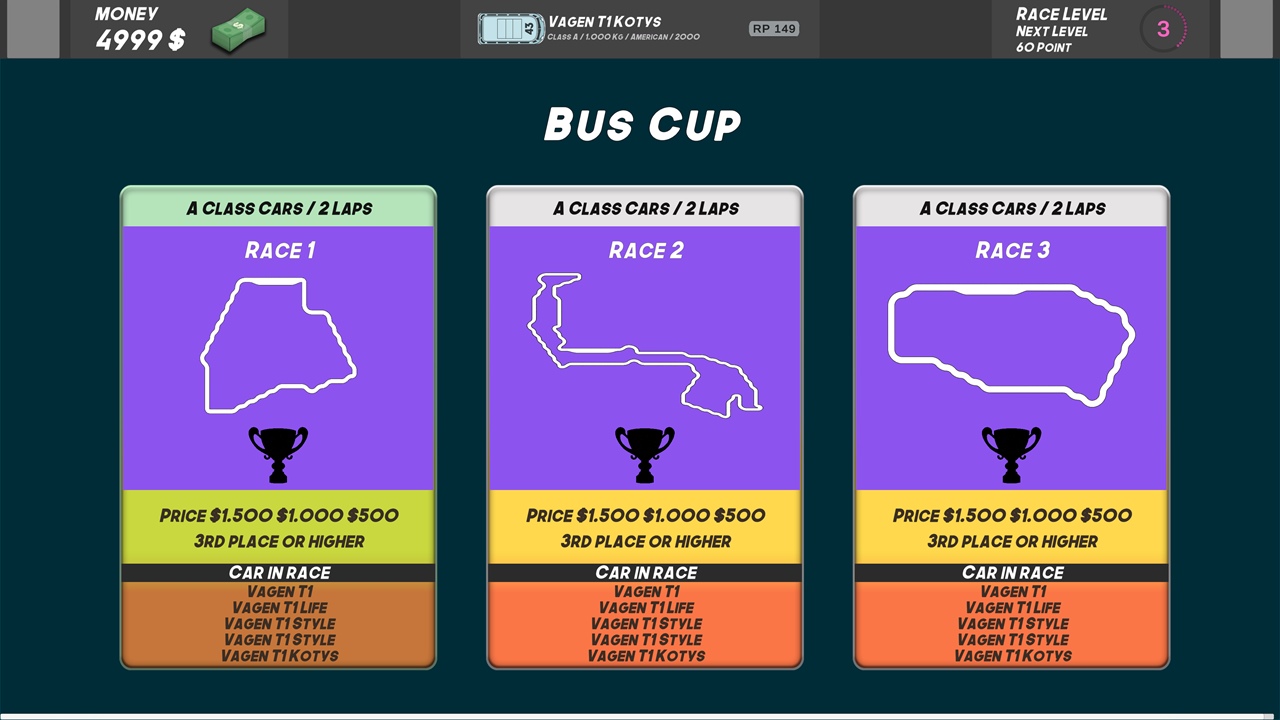 MONEY
4999 $
43
VAGEN T1 KOTYS
CLASS A / 1.000 KG / AMERICAN / 2000
RP 149
RACE LEVEL
NEXT LEVEL
60 POINT
3
BUS CUP
A CLASS CARS / 2 LAPS
RACE 1
PRICE $1.500 $1.000 $500
3RD PLACE OR HIGHER
CAR IN RACE
VAGEN T1
VAGEN T1 LIFE
VAGEN T1 STYLE
VAGEN T1 STYLE
VAGEN T1 KOTYS
A CLASS CARS / 2 LAPS
RACE 2
PRICE $1.500 $1.000 $500
3RD PLACE OR HIGHER
CAR IN RACE
VAGEN T1
VAGEN T1 LIFE
VAGEN T1 STYLE
VAGEN T1 STYLE
VAGEN T1 KOTYS
A CLASS CARS / 2 LAPS
RACE 3
PRICE $1.500 $1.000 $500
3RD PLACE OR HIGHER
CAR IN RACE
VAGEN T1
VAGEN T1 LIFE
VAGEN T1 STYLE
VAGEN T1 STYLE
VAGEN T1 KOTYS